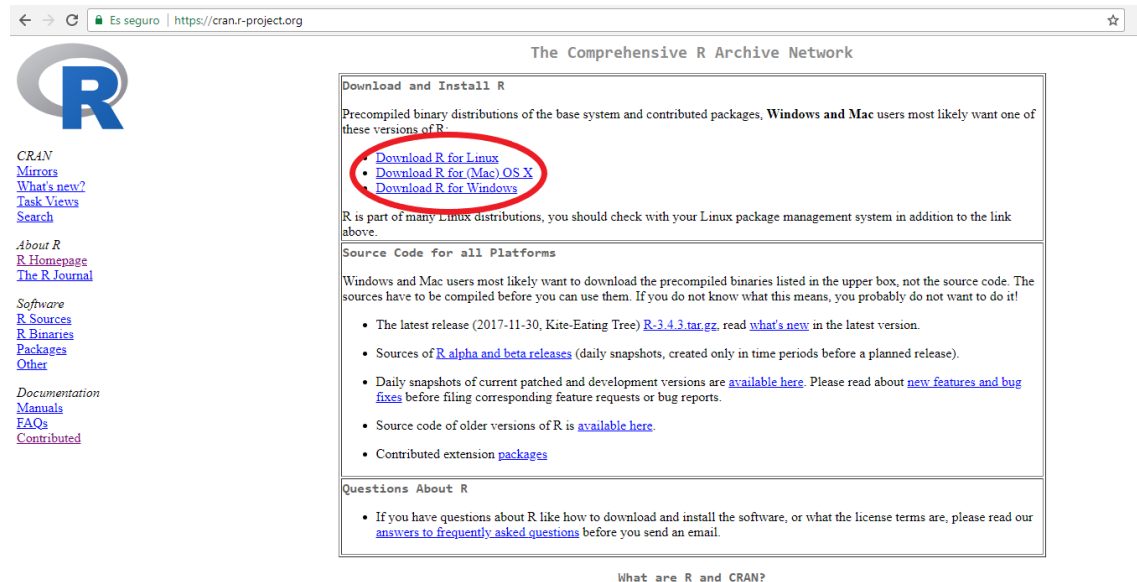 Es seguro | https://cran.r-project.org
R
CRAN
Mirrors
What's new?
Task Views
Search
About R
R Homepage
The R Journal
Software
R Sources
R Binaries
Packages
Other
Documentation
Manuals
FAQs
Contributed
The Comprehensive R Archive Network
Download and Install R
Precompiled binary distributions of the base system and contributed packages, Windows and Mac users most likely want one of
these versions of R:
• Download R for Linux
• Download R for (Mac) OS X
• Download R for Windows
R is part of many Linux distributions, you should check with your Linux package management system in addition to the link
above.
Source Code for all Platforms
Windows and Mac users most likely want to download the precompiled binaries listed in the upper box, not the source code. The
sources have to be compiled before you can use them. If you do not know what this means, you probably do not want to do it!
• The latest release (2017-11-30, Kite-Eating Tree) R-3.4.3.tar.gz, read what's new in the latest version.
• Sources of R alpha and beta releases (daily snapshots, created only in time periods before a planned release).
• Daily snapshots of current patched and development versions are available here. Please read about new features and bug
fixes before filing corresponding feature requests or bug reports.
• Source code of older versions of R is available here.
• Contributed extension packages
Questions About R
• If you have questions about R like how to download and install the software, or what the license terms are, please read our
answers to frequently asked questions before you send an email.
What are R and CRAN?